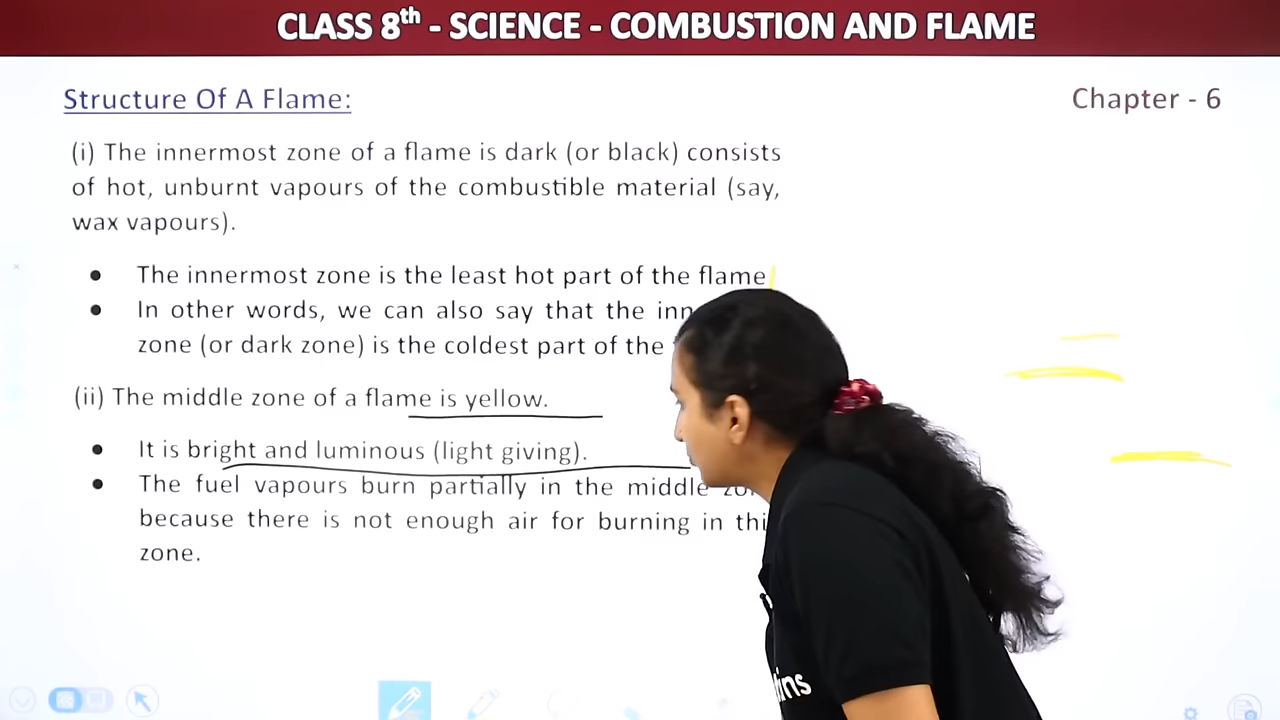 CLASS 8th - SCIENCE - COMBUSTION AND FLAME
Structure Of A Flame:
Chapter - 6
(i) The innermost zone of a flame is dark (or black) consists
of hot, unburnt vapours of the combustible material (say,
wax vapours).
● The innermost zone is the least hot part of the flame
● In other words, we can also say that the
zone (or dark zone) is the coldest part of the
(ii) The middle zone of a flame is yellow.
● It is bright and luminous (light giving).
● The fuel vapours burn partially in the middle
because there is not enough air for burning in
zone.